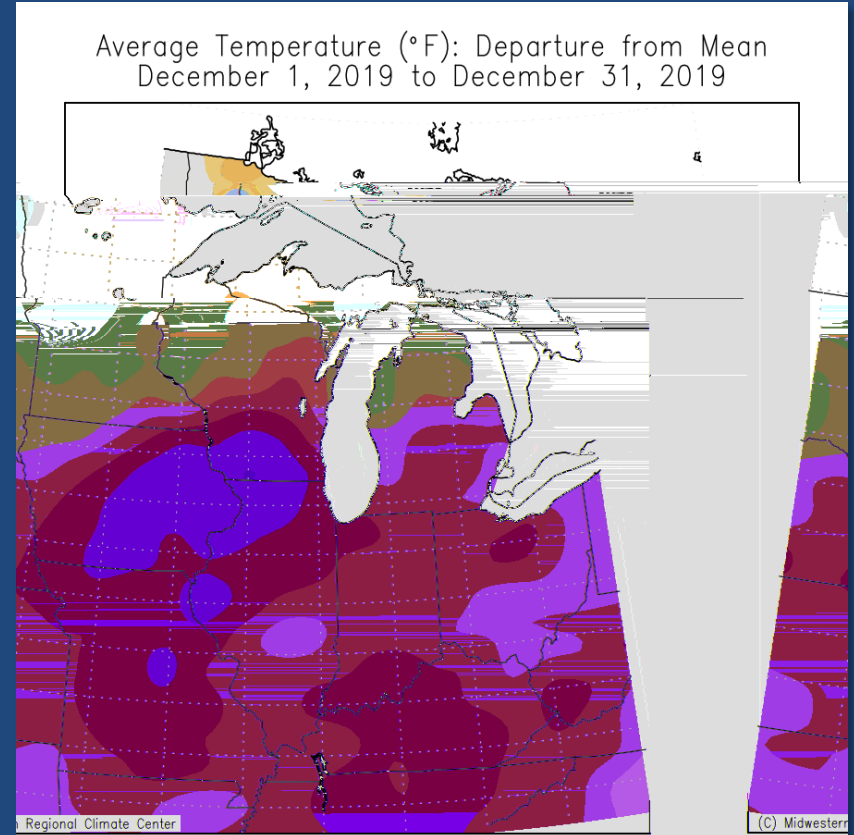 Average Temperature (°F): Departure from Mean
December 1, 2019 to December 31, 2019
Regional Climate Center
(C) Midwestern